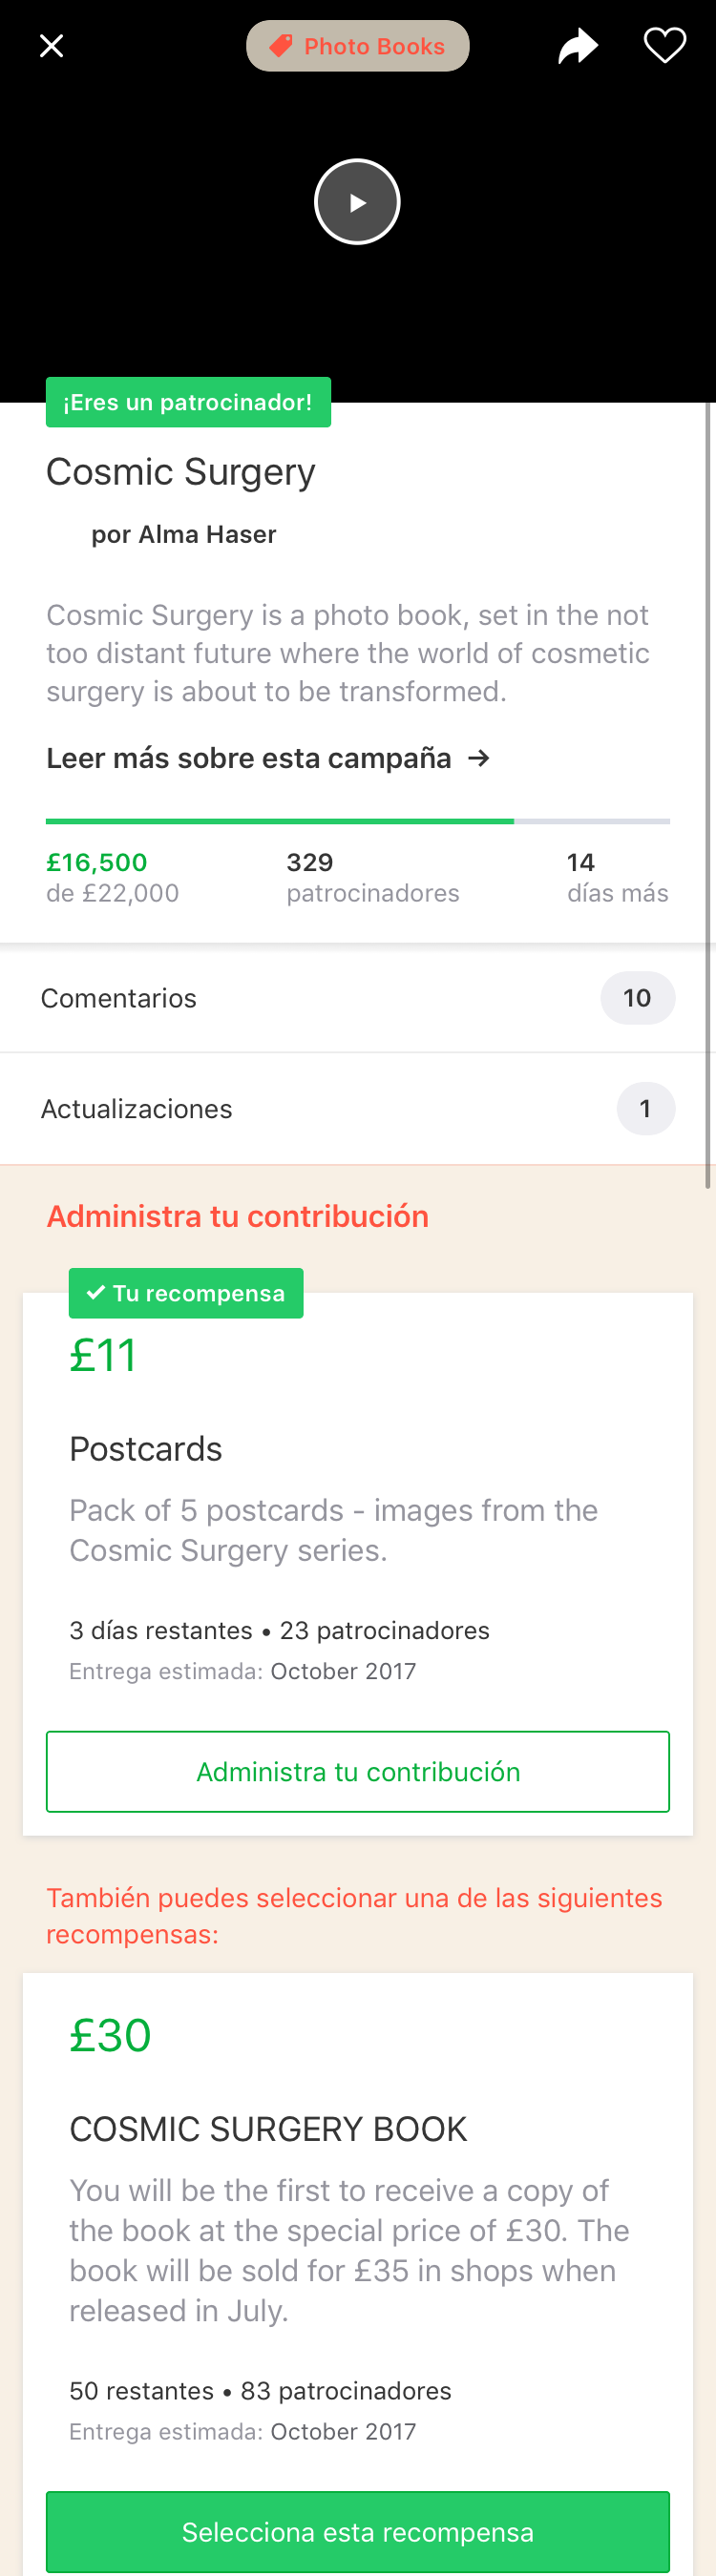 Photo Books
¡Eres un patrocinador!
Cosmic Surgery
por Alma Haser
Cosmic Surgery is a photo book, set in the not
too distant future where the world of cosmetic
surgery is about to be transformed.
Leer más sobre esta campaña →
£16,500
de £22,000
329
patrocinadores
14
días más
Comentarios
10
Actualizaciones
1
Administra tu contribución
✓ Tu recompensa
£11
Postcards
Pack of 5 postcards - images from the
Cosmic Surgery series.
3 días restantes • 23 patrocinadores
Entrega estimada: October 2017
Administra tu contribución
También puedes seleccionar una de las siguientes
recompensas:
£30
COSMIC SURGERY BOOK
You will be the first to receive a copy of
the book at the special price of £30. The
book will be sold for £35 in shops when
released in July.
50 restantes • 83 patrocinadores
Entrega estimada: October 2017
Selecciona esta recompensa